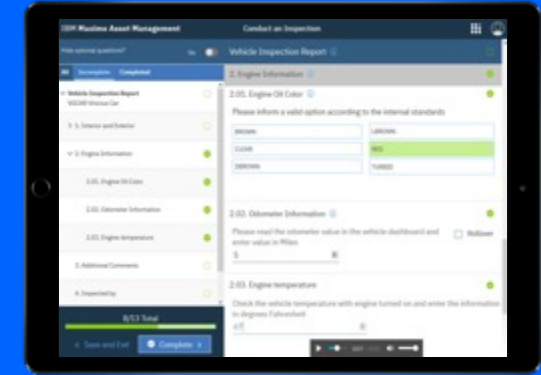 IBM Maximo Asset Management
Conduct an Inspection
Hide optional questions?
No
Vehicle Inspection Report
All Incomplete Completed
2. Engine Information
Vehicle Inspection Report
1. Interior and Exterior
2. Engine Information
2.01. Engine Oil Color
2.02. Odometer Information
2.03. Engine temperature
3. Additional Comments
4. Inspected by
8/13 Total
Save and Exit
Complete
2.01. Engine Oil Color
Please inform a valid option according to the internal standards
BROWN
LBROWN
CLEAR
RED
DBROWN
TURBID
2.02. Odometer Information
Please read the odometer value in the vehicle dashboard and
enter value in Miles
Rollover
5
2.03. Engine temperature
Check the vehicle temperature with engine turned on and enter the information
in degrees Fahrenheit